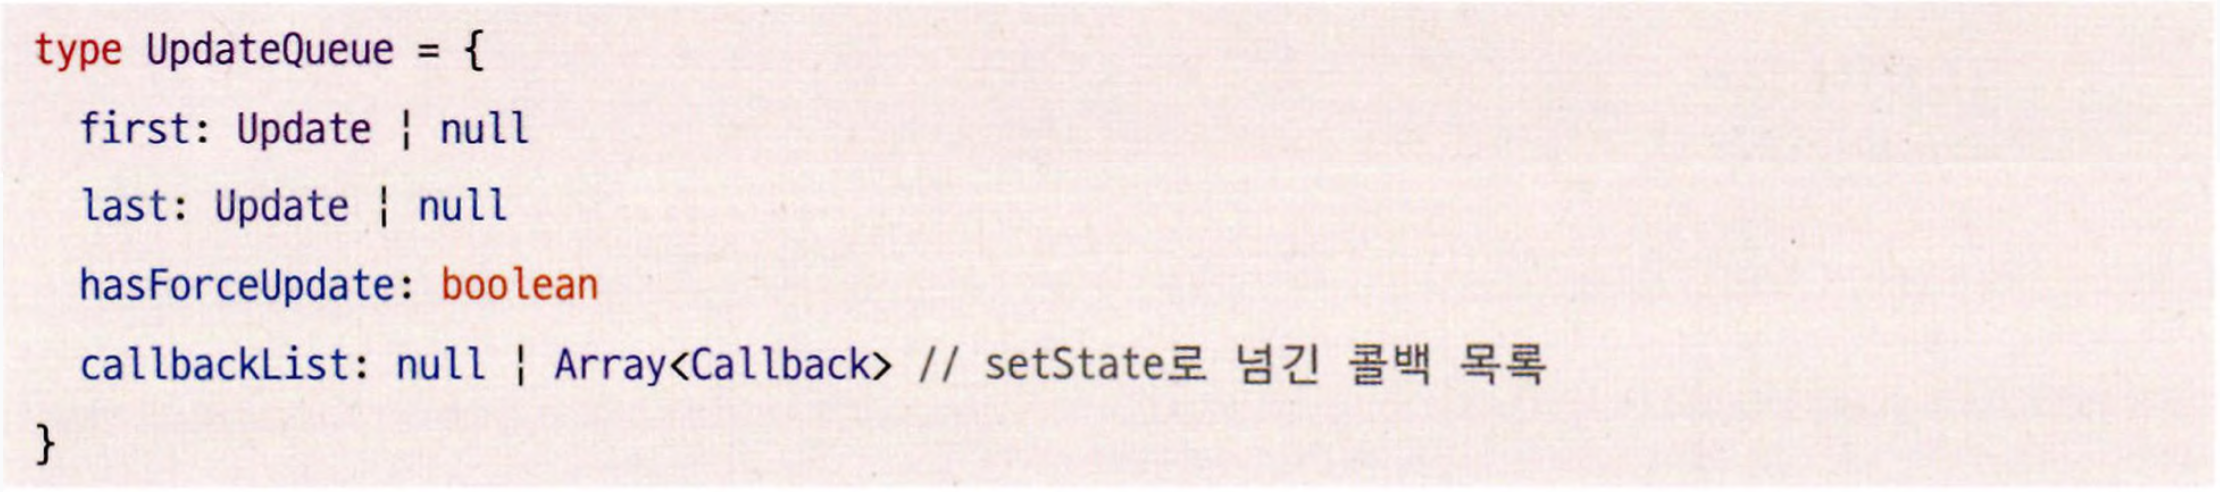 type UpdateQueue = {
first: Update | null
last: Update | null
hasForceUpdate: boolean
callbackList: null | Array<Callback> // setState로 넘긴 콜백 목록
}